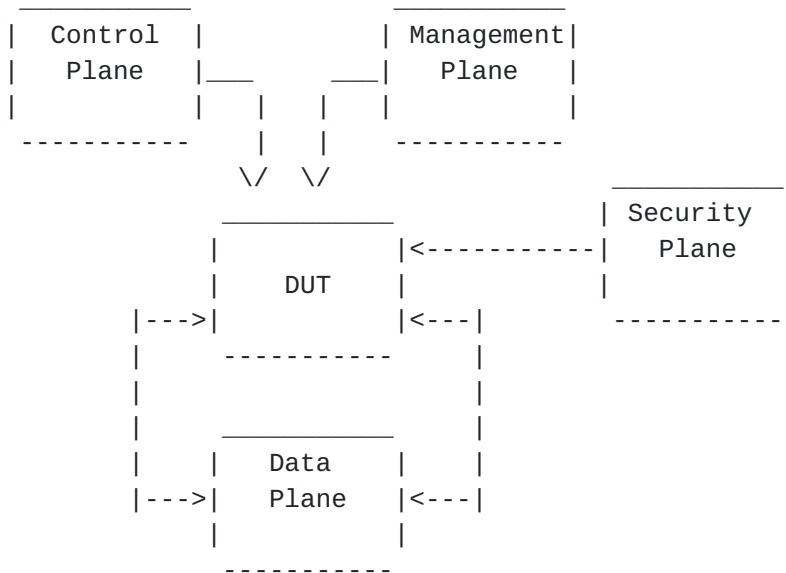 Control
Plane
Management
Plane
Security
Plane
DUT
Data
Plane